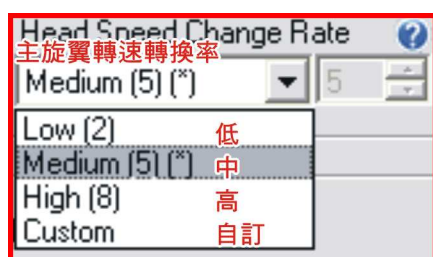 Head Speed Change Rate
主旋翼轉速轉換率
Medium (5) (*)
5
Low (2) 低
Medium (5) (*) 中
High (8) 高
Custom 自訂